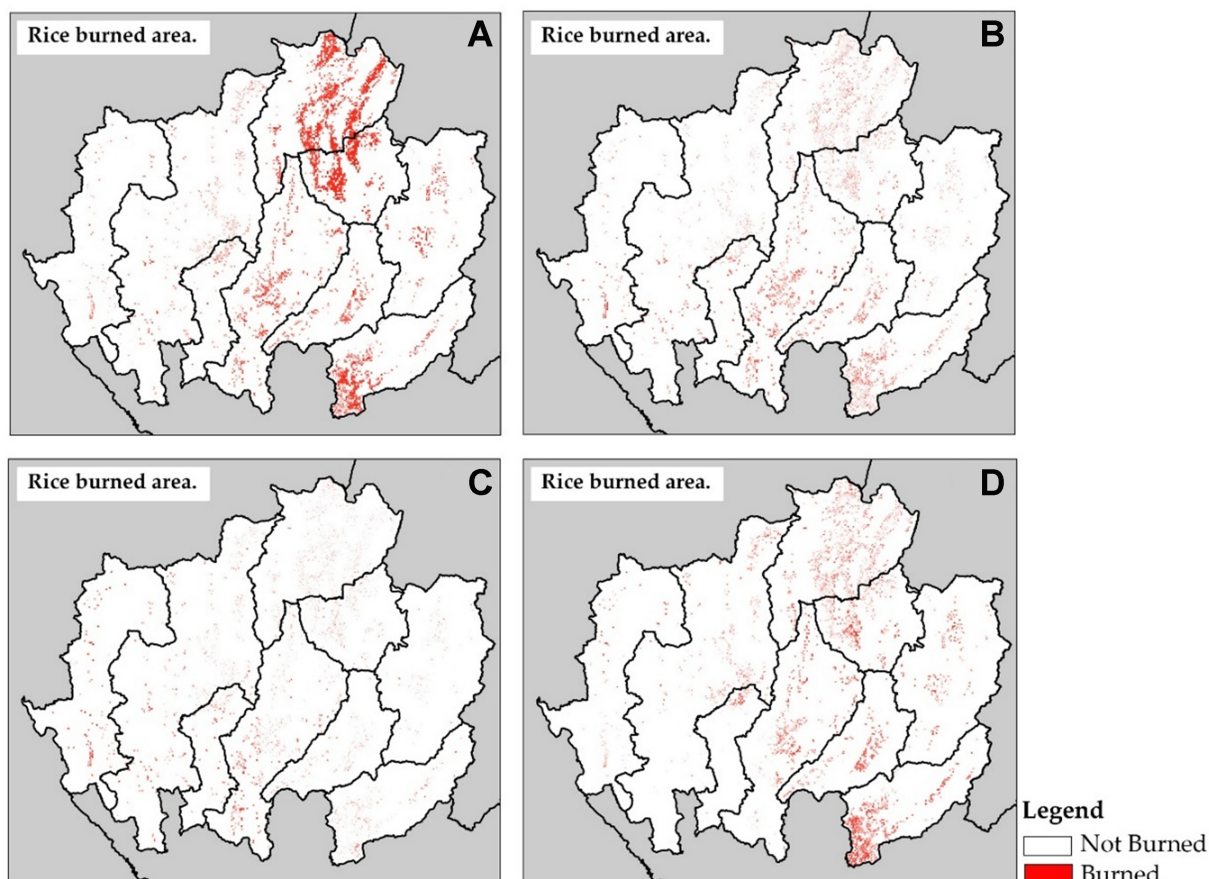 Rice burned area.
A
Rice burned area.
B
Rice burned area.
C
Rice burned area.
D
Legend
Not Burned
Burned